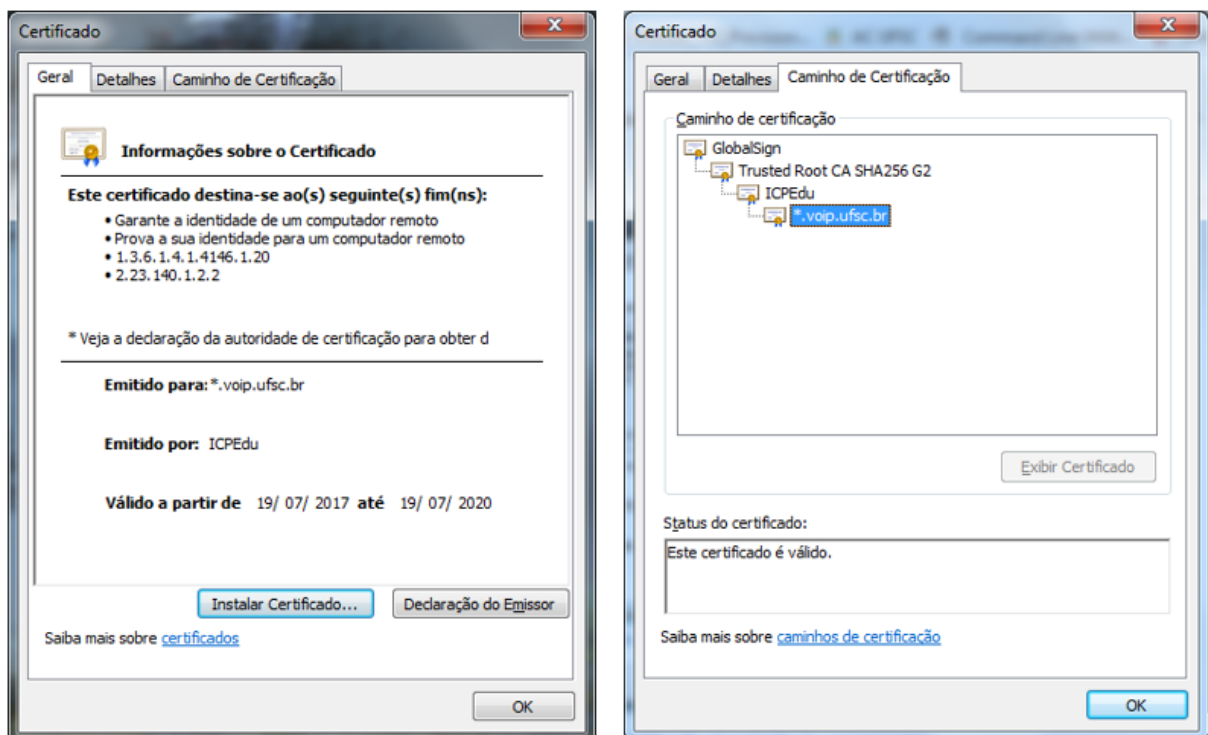 Certificado
Geral
Detalhes
Caminho de Certificação
Informações sobre o Certificado
Este certificado destina-se ao(s) seguinte(s) fim(ns):
• Garante a identidade de um computador remoto
• Prova a sua identidade para um computador remoto
• 1.3.6.1.4.1.4146.1.20
• 2.23.140.1.2.2
* Veja a declaração da autoridade de certificação para obter d
Emitido para: *.voip.ufsc.br
Emitido por: ICPEdu
Válido a partir de 19/ 07/ 2017 até 19/ 07/ 2020
Instalar Certificado...
Declaração do Emissor
Saiba mais sobre certificados
OK
Certificado
Geral
Detalhes
Caminho de Certificação
Caminho de certificação
GlobalSign
Trusted Root CA SHA256 G2
ICPEdu
*.voip.ufsc.br
Exibir Certificado
Status do certificado:
Este certificado é válido.
Saiba mais sobre caminhos de certificação
OK